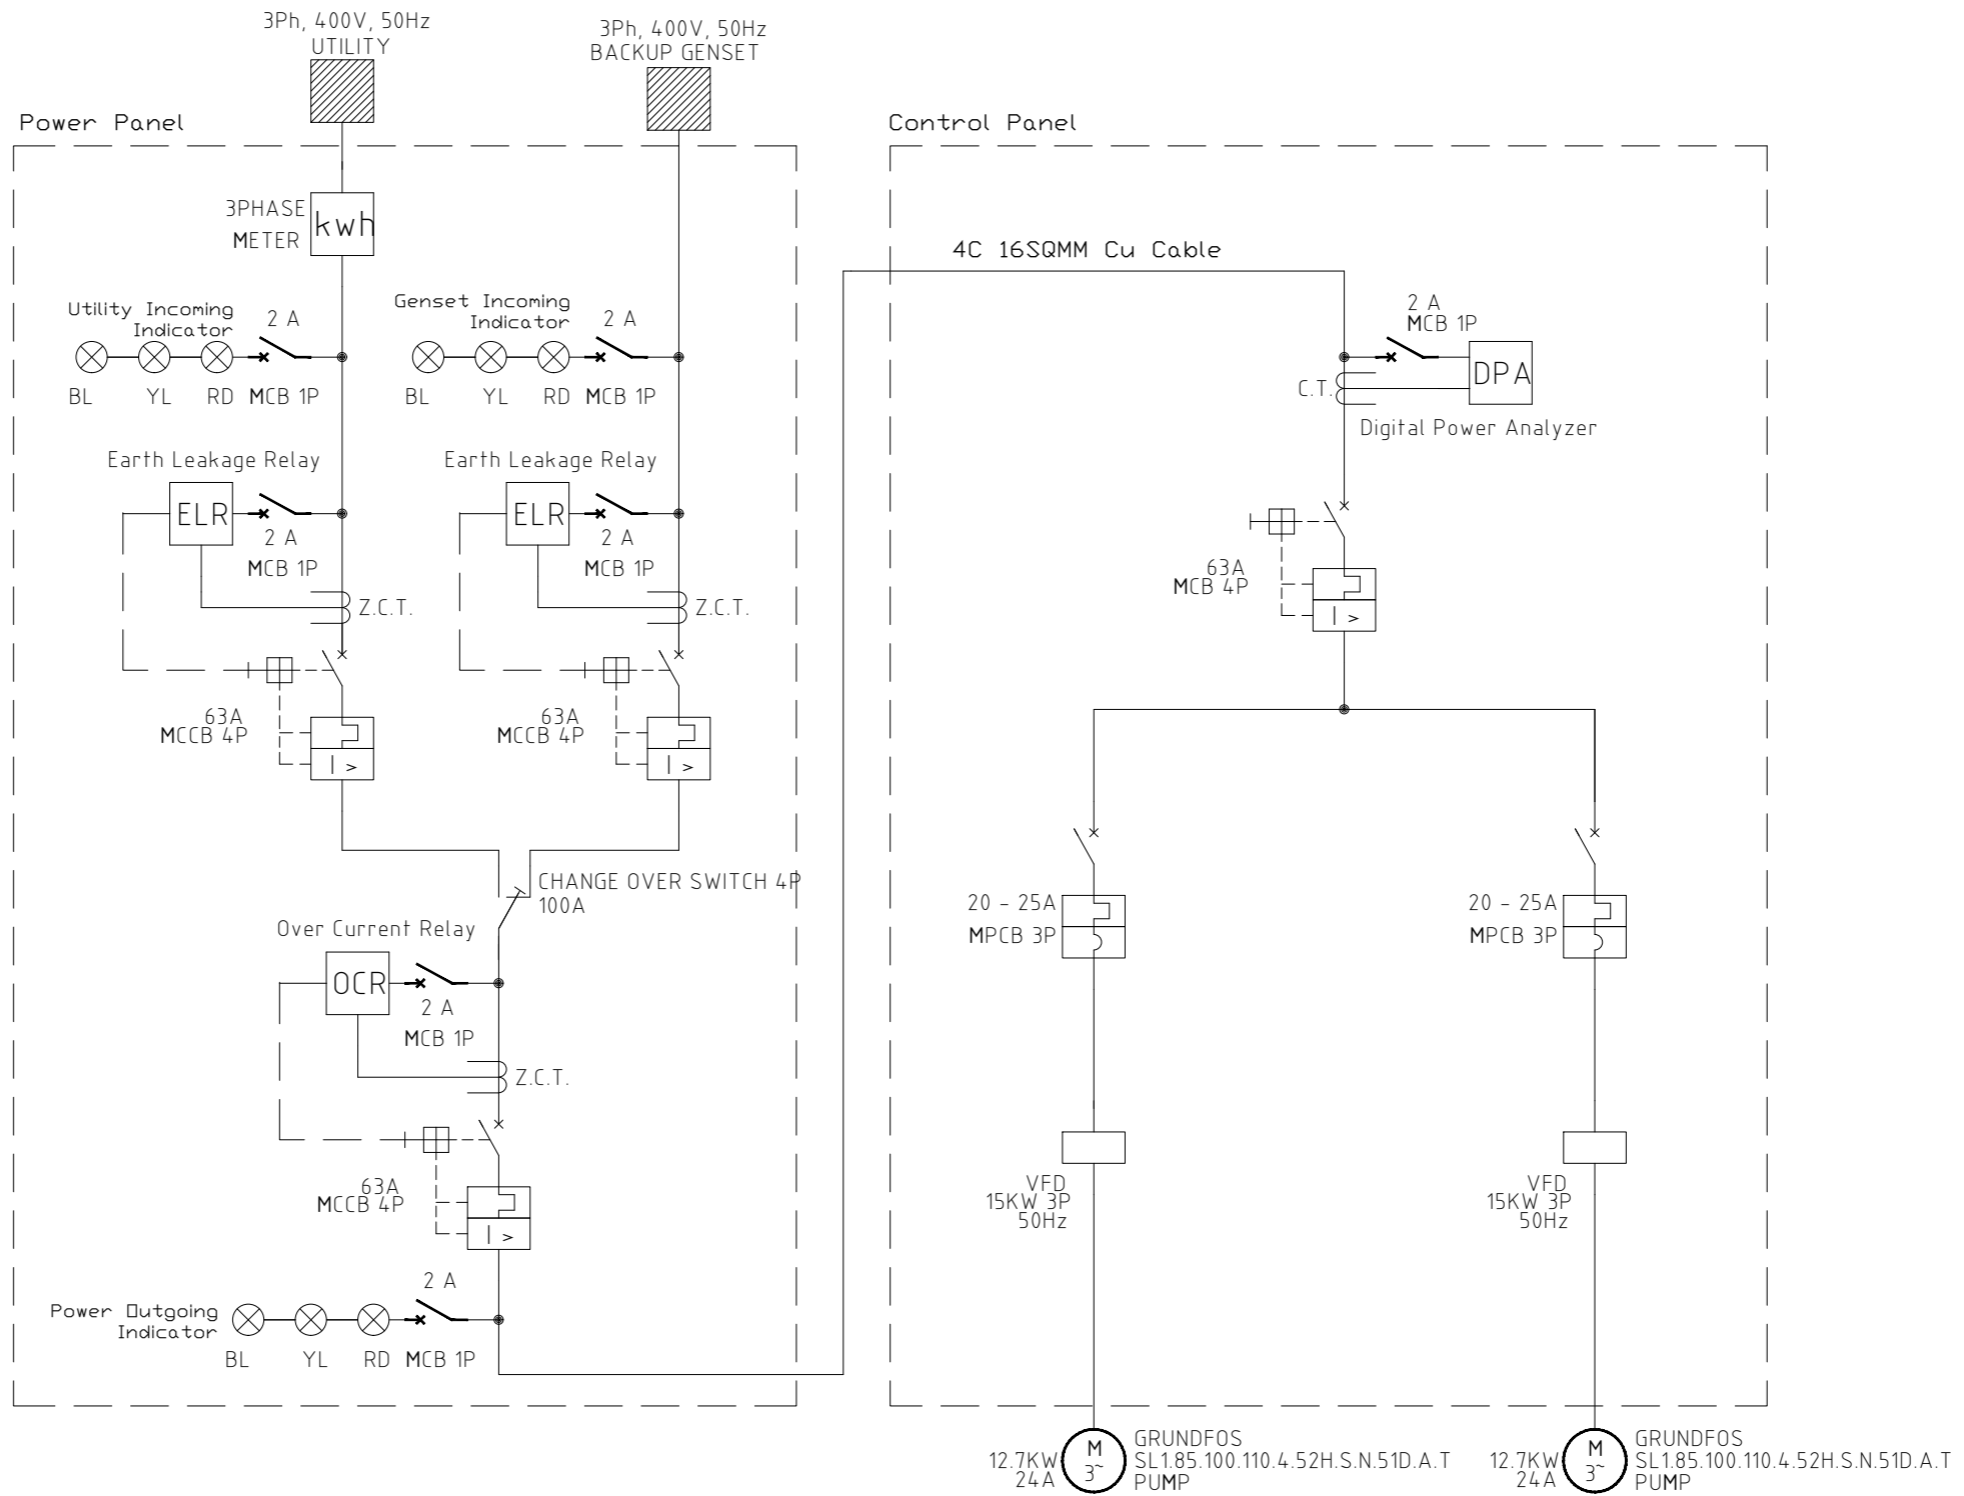 3Ph, 400V, 50Hz
UTILITY
3Ph, 400V, 50Hz
BACKUP GENSET
Power Panel
3PHASE
METER
kwh
Utility Incoming
Indicator
2 A
BL YL RD MCB 1P
Genset Incoming
Indicator
2 A
BL YL RD MCB 1P
Earth Leakage Relay
ELR
2 A
MCB 1P
Z.C.T.
63A
MCCB 4P
I >
Earth Leakage Relay
ELR
2 A
MCB 1P
Z.C.T.
63A
MCCB 4P
I >
CHANGE OVER SWITCH 4P
100A
Over Current Relay
OCR
2 A
MCB 1P
Z.C.T.
63A
MCCB 4P
I >
Power Outgoing
Indicator
2 A
BL YL RD MCB 1P
Control Panel
4C 16SQMM Cu Cable
2 A
MCB 1P
DPA
C.T.
Digital Power Analyzer
63A
MCB 4P
I >
20 - 25A
MPCB 3P
20 - 25A
MPCB 3P
VFD
15KW 3P
50Hz
VFD
15KW 3P
50Hz
12.7KW
24A
M
3~
GRUNDFOS
SL1.85.100.110.4.52H.S.N.51D.A.T
PUMP
12.7KW
24A
M
3~
GRUNDFOS
SL1.85.100.110.4.52H.S.N.51D.A.T
PUMP